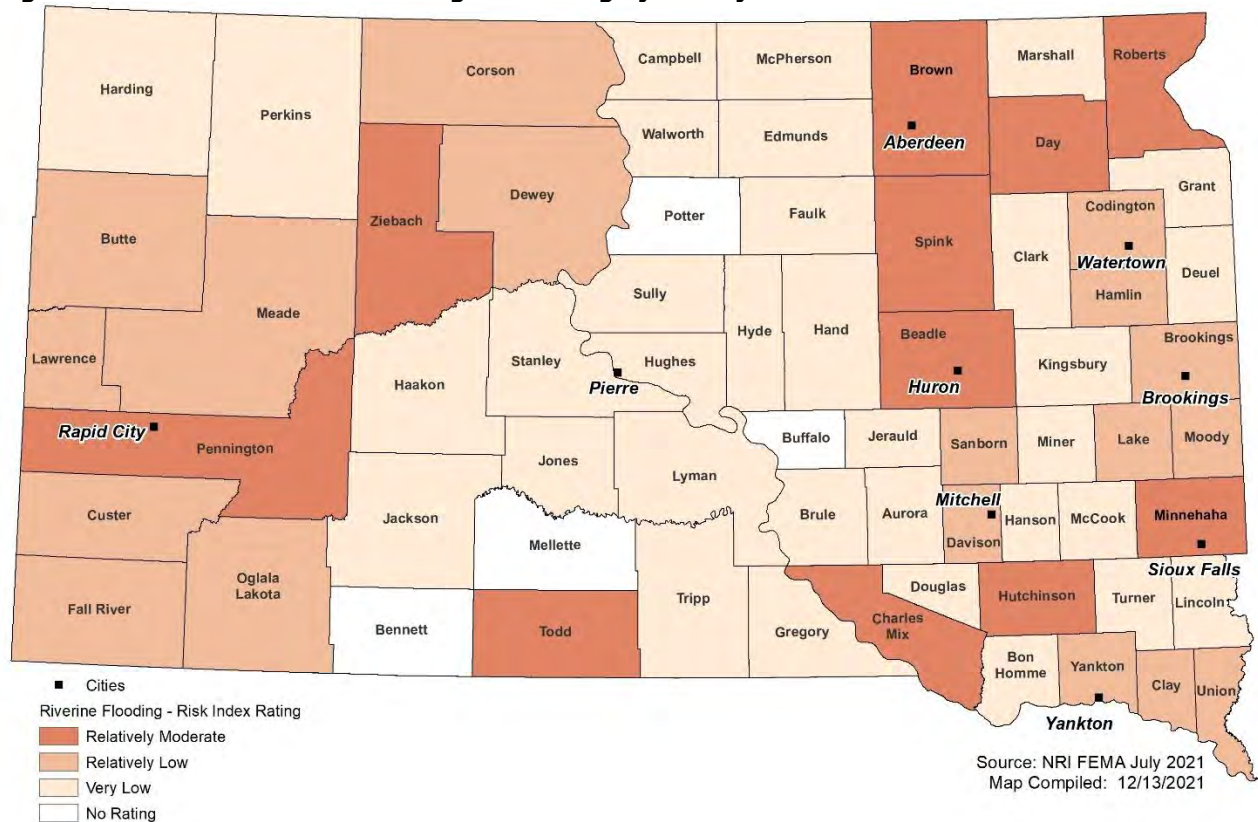 Harding
Perkins
Corson
Campbell
McPherson
Brown
Marshall
Roberts
Walworth
Edmunds
Aberdeen
Day
Butte
Ziebach
Dewey
Potter
Faulk
Spink
Clark
Codington
Watertown
Hamlin
Grant
Deuel
Meade
Lawrence
Sully
Hyde
Hand
Haakon
Stanley
Hughes
Pierre
Beadle
Huron
Kingsbury
Brookings
Brookings
Rapid City
Pennington
Buffalo
Jerauld
Sanborn
Miner
Lake
Moody
Jones
Lyman
Custer
Jackson
Mellette
Brule
Aurora
Mitchell
Davison
Hanson
McCook
Minnehaha
Sioux Falls
Fall River
Oglala
Lakota
Bennett
Todd
Tripp
Gregory
Charles
Mix
Douglas
Hutchinson
Turner
Lincoln
Bon
Homme
Yankton
Clay
Union
Yankton
Cities
Riverine Flooding - Risk Index Rating
Relatively Moderate
Relatively Low
Very Low
No Rating
Source: NRI FEMA July 2021
Map Compiled: 12/13/2021